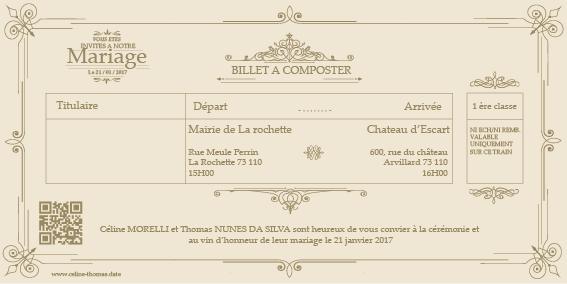 VOUS ETES
INVITES A NOTRE
Mariage
Le 21 / 01 / 2017
BILLET A COMPOSTER
Titulaire
Départ
Arrivée
1 ère classe
Mairie de La rochette
Chateau d'Escart
Rue Meule Perrin
La Rochette 73 110
15H00
600, rue du château
Arvillard 73 110
16H00
NI ECH/NI REMB.
VALABLE
UNIQUEMENT
SUR CE TRAIN
Céline MORELLI et Thomas NUNES DA SILVA sont heureux de vous convier à la cérémonie et
au vin d'honneur de leur mariage le 21 janvier 2017
www.celine-thomas.date